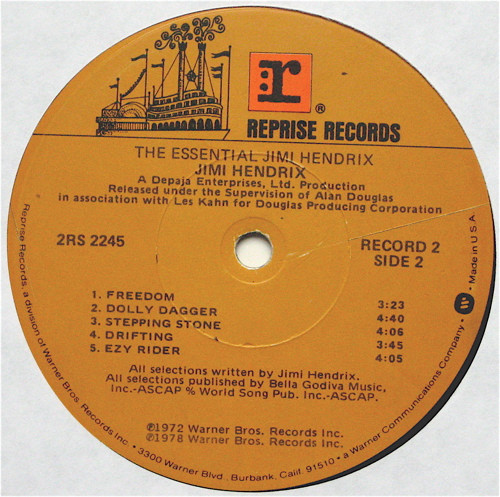 r
®
REPRISE RECORDS
THE ESSENTIAL JIMI HENDRIX
JIMI HENDRIX
A Depaja Enterprises, Ltd. Production
Released under the Supervision of Alan Douglas
in association with Les Kahn for Douglas Producing Corporation
2RS 2245
RECORD 2
SIDE 2
1. FREEDOM 3:23
2. DOLLY DAGGER 4:40
3. STEPPING STONE 4:06
4. DRIFTING 3:45
5. EZY RIDER 4:05
All selections written by Jimi Hendrix.
All selections published by Bella Godiva Music,
Inc.-ASCAP % World Song Pub. Inc.-ASCAP.
℗1972 Warner Bros. Records Inc.
℗1978 Warner Bros. Records Inc.
Reprise Records, a division of Warner Bros. Records Inc. • 3300 Warner Blvd., Burbank, Calif. 91510 • a Warner Communications Company. • Made in U.S.A.